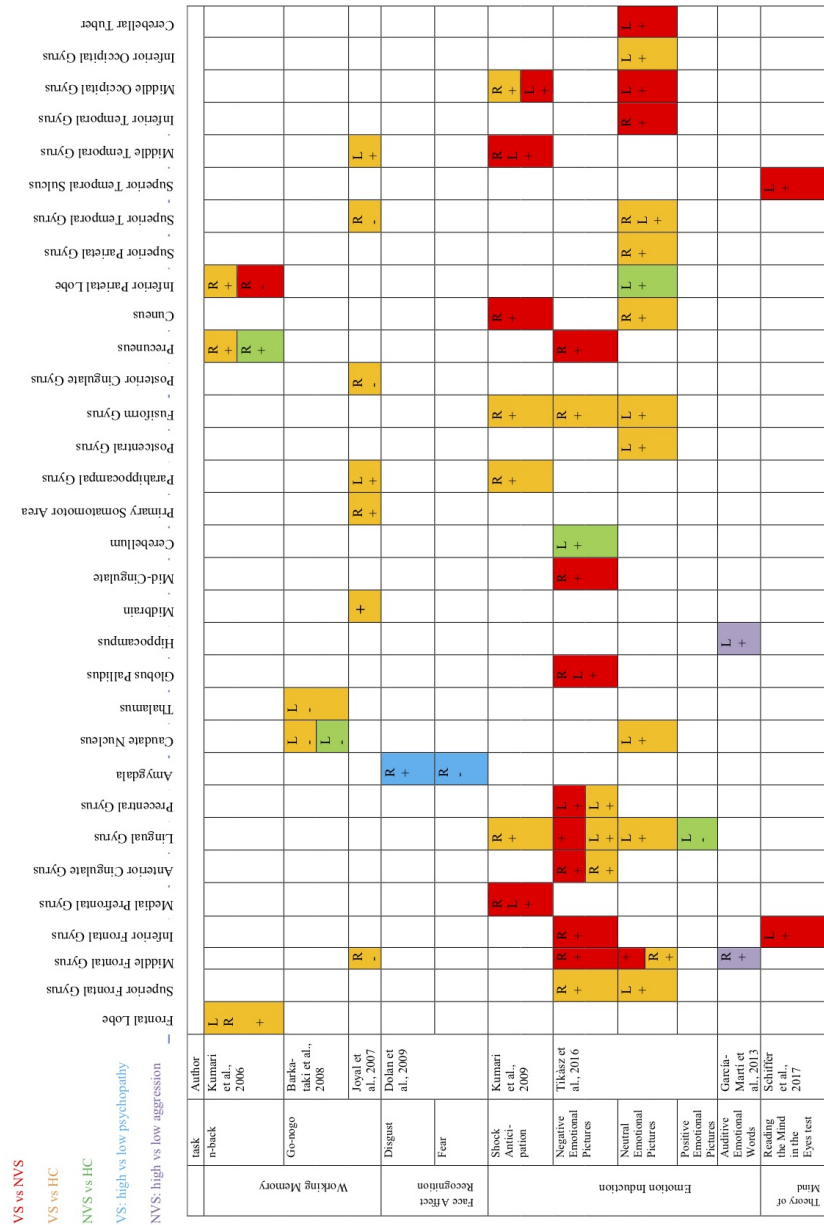 VS vs NVS
VS vs HC
NVS vs HC
VS: high vs low psychopathy
NVS: high vs low aggression
Cerebellar Tuber
Inferior Occipital Gyrus
Middle Occipital Gyrus
Inferior Temporal Gyrus
Middle Temporal Gyrus
Superior Temporal Sulcus
Superior Temporal Gyrus
Superior Parietal Gyrus
Inferior Parietal Lobe
Cuneus
Precuneus
Posterior Cingulate Gyrus
Fusiform Gyrus
Postcentral Gyrus
Parahippocampal Gyrus
Primary Somatomotor Area
Cerebellum
Mid-Cingulate
Midbrain
Hippocampus
Globus Pallidus
Thalamus
Caudate Nucleus
Amygdala
Precentral Gyrus
Lingual Gyrus
Anterior Gyrus Cingulate
Medial Prefrontal Gyrus
Inferior Frontal Gyrus
Middle Frontal Gyrus
Superior Frontal Gyrus
Frontal Lobe
task
Author
Working Memory
n-back
Kumari
et al.,
2006
L
R
+
R
+
R
+
R
+
R
-
Go-nogo
Barka-
taki et al.,
2008
L
-
L
-
L
-
Joyal et
al., 2007
R
-
+
R
+
L
+
R
-
R
-
L
+
Face Affect
Recognition
Disgust
Dolan et
al. 2009
R
+
Fear
R
-
Emotion Induction
Shock
Antici-
pation
Kumari et
al., 2009
R
L
+
R
+
R
+
R
+
R
+
R
L
+
R
+
L
+
Negative
Emotional
Pictures
Tikàsz et
al., 2016
R
+
R
+
R
+
R
+
R
+
+
L
+
L
+
L
+
R
L
+
R
+
L
+
R
+
R
+
Neutral
Emotional
Pictures
L
+
+
R
+
L
+
L
+
L
+
L
+
R
+
L
+
R
+
R
L
+
R
+
L
+
L
+
L
+
Positive
Emotional
Pictures
L
-
Auditive
Emotional
Words
García-
Martí et
al. 2013
R
+
L
+
Theory of
Mind
Reading
the Mind
in the
Eyes test
Schiffer
et al.,
2017
L
+
L
+